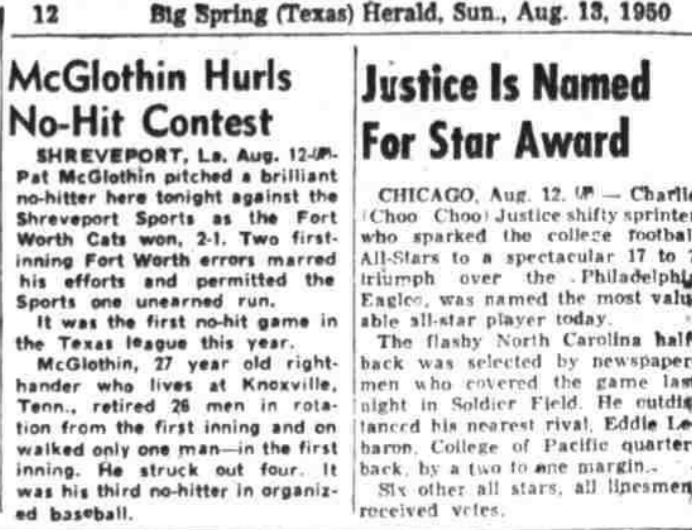 12 Big Spring (Texas) Herald, Sun., Aug. 13, 1950
McGlothin Hurls
No-Hit Contest
SHREVEPORT, La. Aug. 12-(AP)-
Pat McGlothin pitched a brilliant
no-hitter here tonight against the
Shreveport Sports as the Fort
Worth Cats won, 2-1. Two first-
inning Fort Worth errors marred
his efforts and permitted the
Sports one unearned run.
It was the first no-hit game in
the Texas league this year.
McGlothin, 27 year old right-
hander who lives at Knoxville,
Tenn., retired 26 men in rota-
tion from the first inning and on
walked only one man—in the first
inning. He struck out four. It
was his third no-hitter in organiz-
ed baseball.
Justice Is Named
For Star Award
CHICAGO, Aug. 12. (AP) — Charlie
(Choo Choo) Justice shifty sprinte
who sparked the college footbal
All-Stars to a spectacular 17 to 7
triumph over the Philadelphia
Eagles, was named the most valu
able all-star player today.
The flashy North Carolina half
back was selected by newspaper
men who covered the game las
night in Soldier Field. He outdis
tanced his nearest rival, Eddie Le
baron, College of Pacific quarter
back, by a two to one margin.
Six other all stars, all linesmen
received votes.